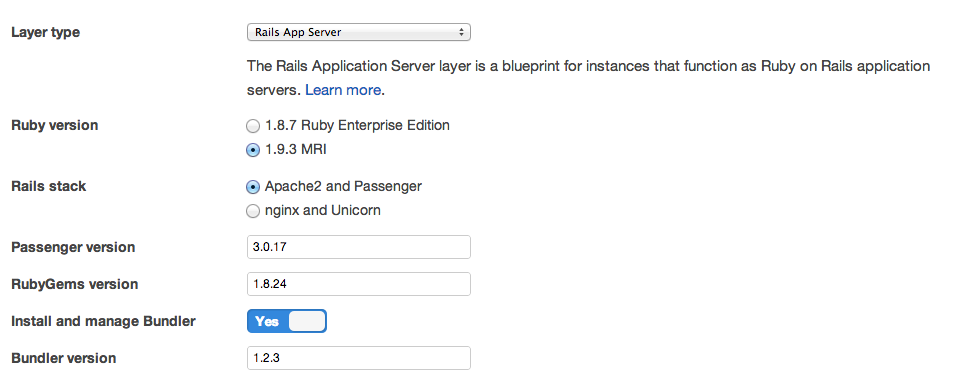 Layer type
Rails App Server
The Rails Application Server layer is a blueprint for instances that function as Ruby on Rails application
servers. Learn more.
Ruby version
1.8.7 Ruby Enterprise Edition
1.9.3 MRI
Rails stack
Apache2 and Passenger
nginx and Unicorn
Passenger version
3.0.17
RubyGems version
1.8.24
Install and manage Bundler
Yes
Bundler version
1.2.3